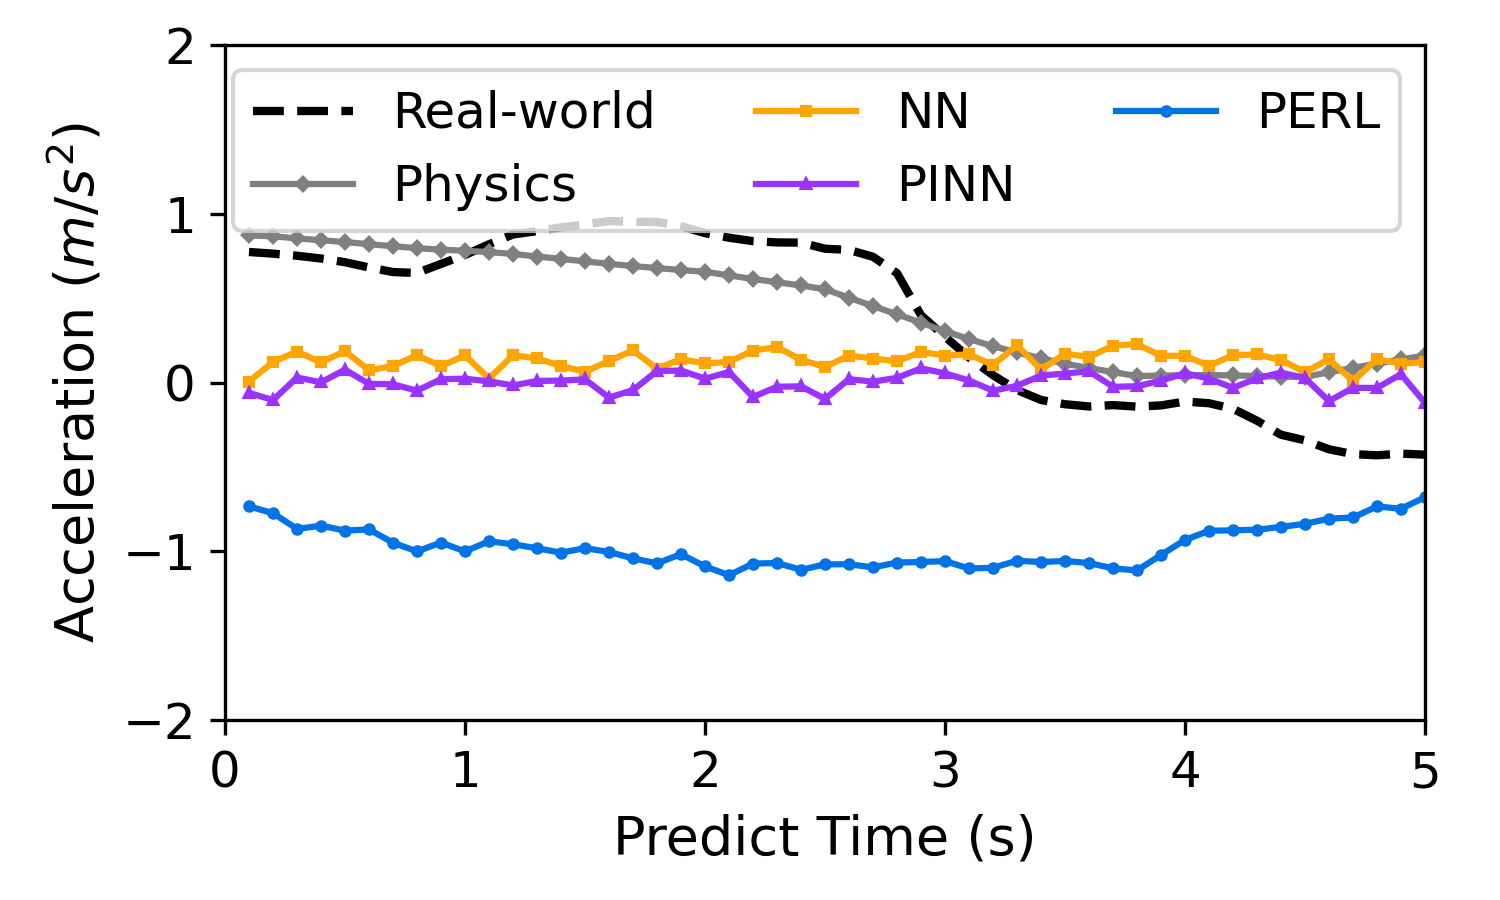 2
1
0
−1
−2
Acceleration (m/s²)
Real-world
Physics
NN
PINN
PERL
0 1 2 3 4 5
Predict Time (s)